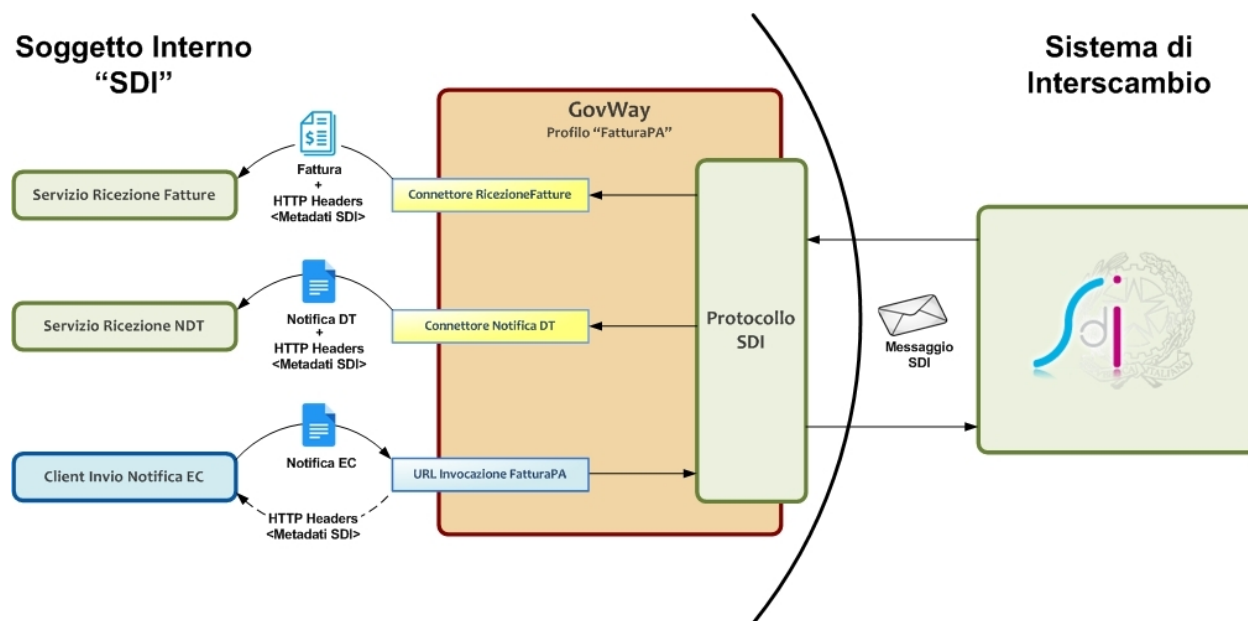 Soggetto Interno
“SDI”
Sistema di
Interscambio
GovWay
Profilo “FatturaPA”
Servizio Ricezione Fatture
Fattura
+
HTTP Headers
<Metadati SDI>
Connettore RicezioneFatture
Servizio Ricezione NDT
Notifica DT
+
HTTP Headers
<Metadati SDI>
Connettore Notifica DT
Protocollo
SDI
Messaggio
SDI
Sdi
Client Invio Notifica EC
Notifica EC
URL Invocazione FatturaPA
HTTP Headers
<Metadati SDI>